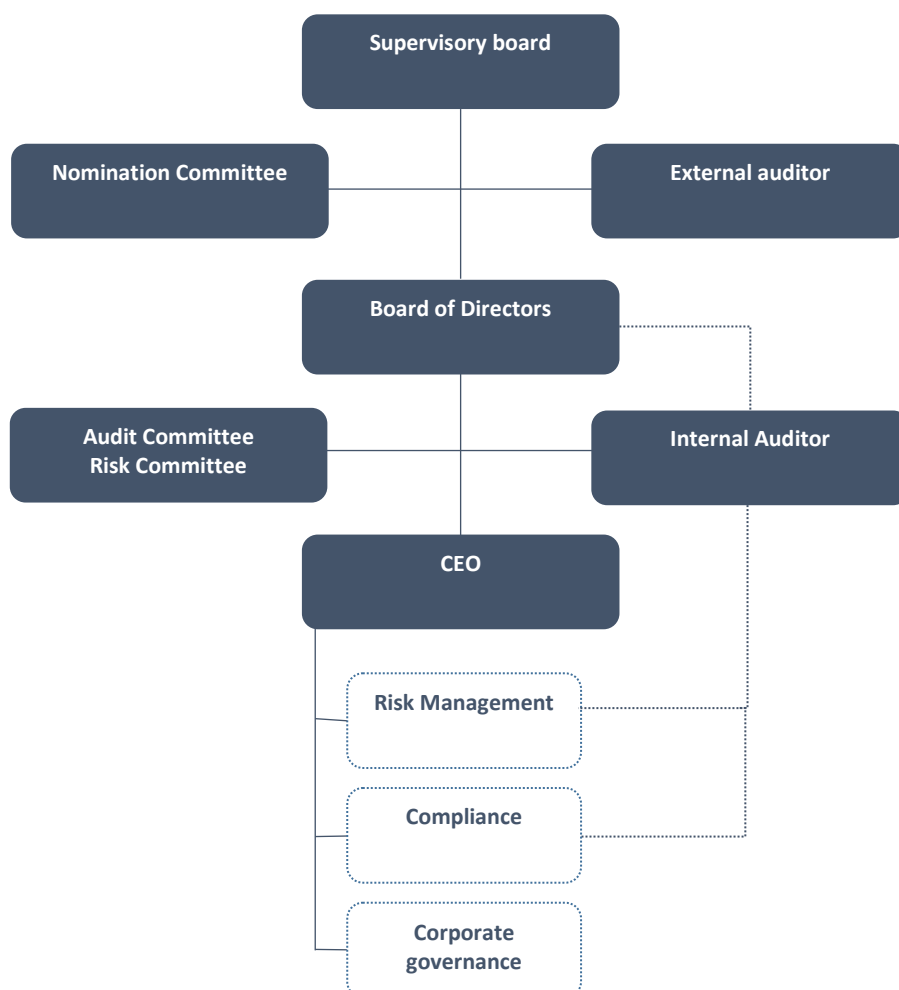 Supervisory board
Nomination Committee
External auditor
Board of Directors
Audit Committee
Risk Committee
Internal Auditor
CEO
Risk Management
Compliance
Corporate
governance